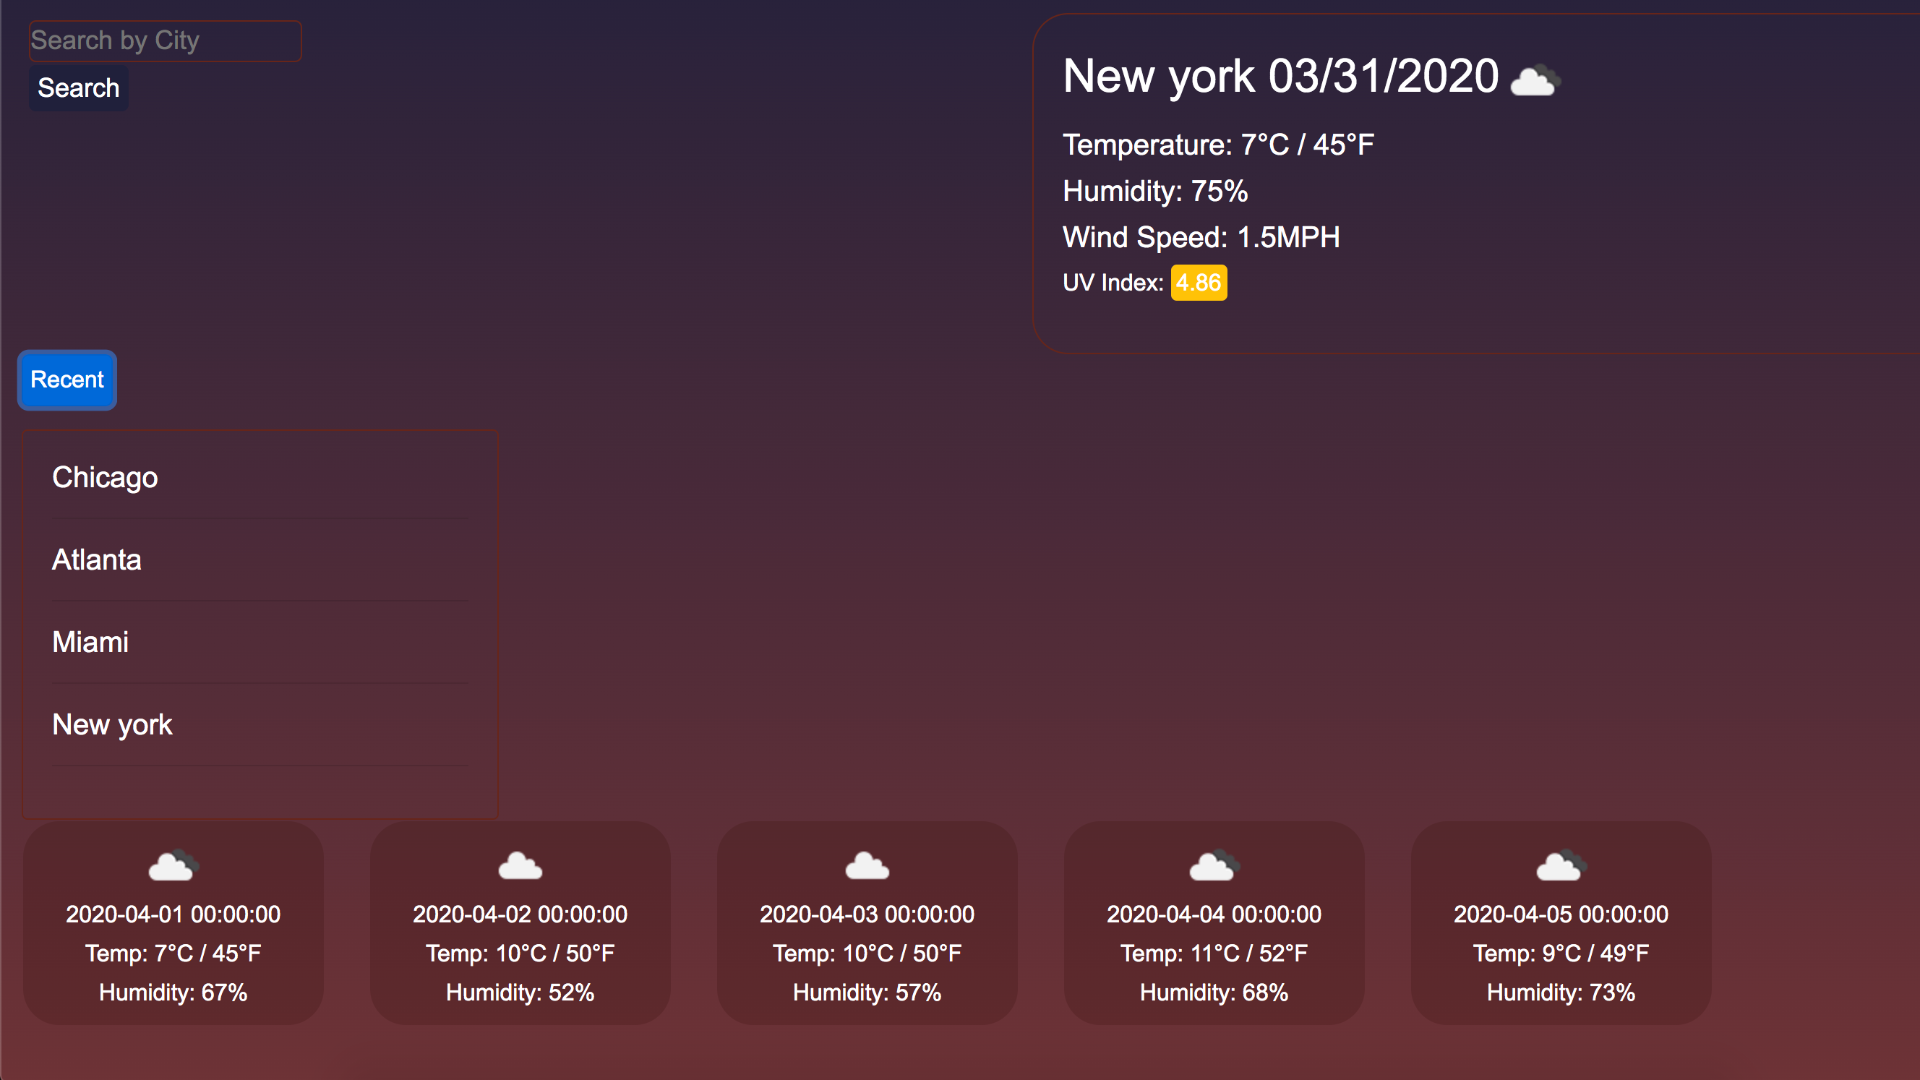 Search by City
Search
New york 03/31/2020
Temperature: 7°C / 45°F
Humidity: 75%
Wind Speed: 1.5MPH
UV Index: 4.86
Recent
Chicago
Atlanta
Miami
New york
2020-04-01 00:00:00
Temp: 7°C / 45°F
Humidity: 67%
2020-04-02 00:00:00
Temp: 10°C / 50°F
Humidity: 52%
2020-04-03 00:00:00
Temp: 10°C / 50°F
Humidity: 57%
2020-04-04 00:00:00
Temp: 11°C / 52°F
Humidity: 68%
2020-04-05 00:00:00
Temp: 9°C / 49°F
Humidity: 73%